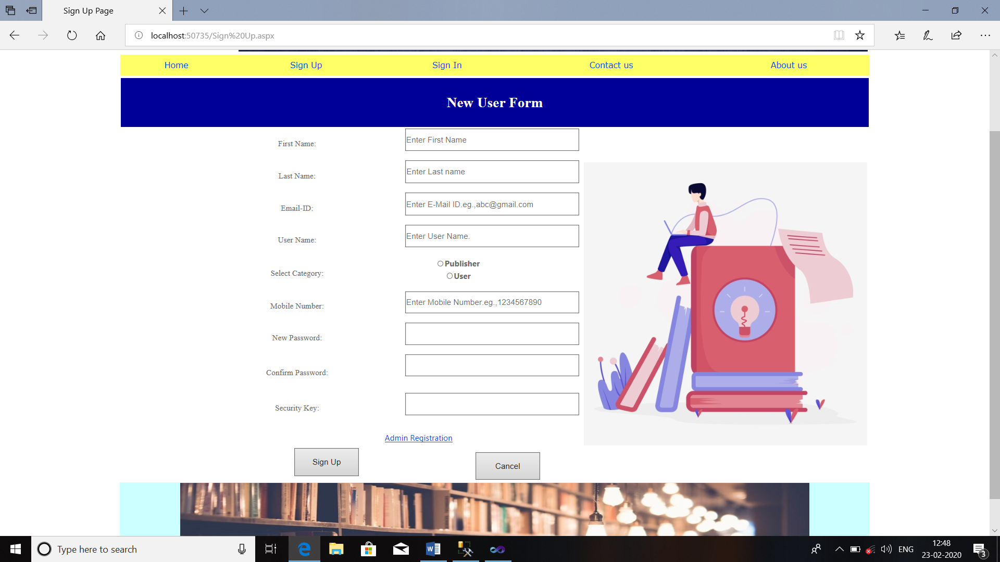 Sign Up Page
localhost:50735/Sign%20Up.aspx
Home Sign Up Sign In Contact us About us
New User Form
First Name: Enter First Name
Last Name: Enter Last name
Email-ID: Enter E-Mail ID.eg.,abc@gmail.com
User Name: Enter User Name.
Select Category: Publisher
User
Mobile Number: Enter Mobile Number.eg.,1234567890
New Password:
Confirm Password:
Security Key:
Admin Registration
Sign Up Cancel
Type here to search
ENG
12:48
23-02-2020
3